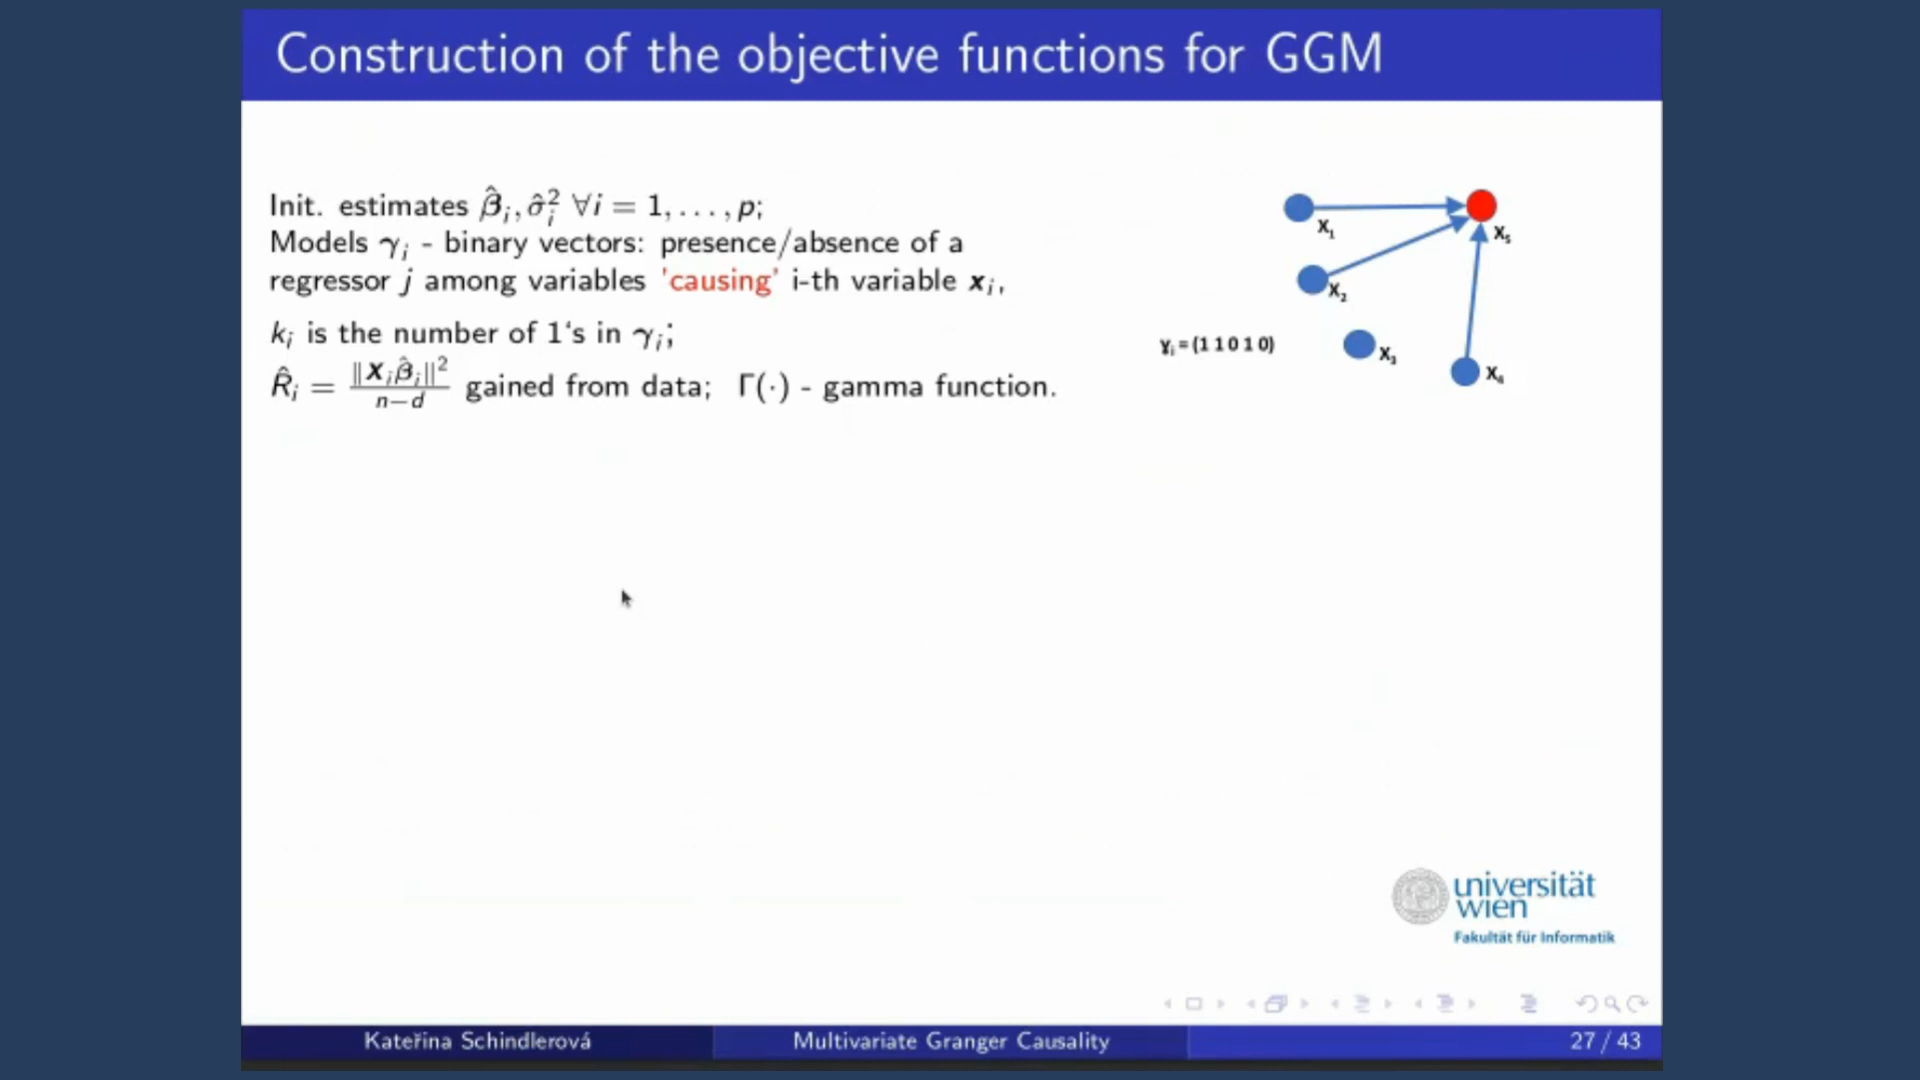 Construction of the objective functions for GGM
Init. estimates β̂ᵢ, σ̂ᵢ² ∀i = 1, . . . , p;
Models γᵢ - binary vectors: presence/absence of a
regressor j among variables 'causing' i-th variable xᵢ,
kᵢ is the number of 1's in γᵢ;
R̂ᵢ = ‖Xᵢβ̂ᵢ‖² / n−d gained from data; Γ(·) - gamma function.
X₁
X₅
X₂
γᵢ = (1 1 0 1 0)
X₃
X₄
universität
wien
Fakultät für Informatik
Kateřina Schindlerová
Multivariate Granger Causality
27 / 43